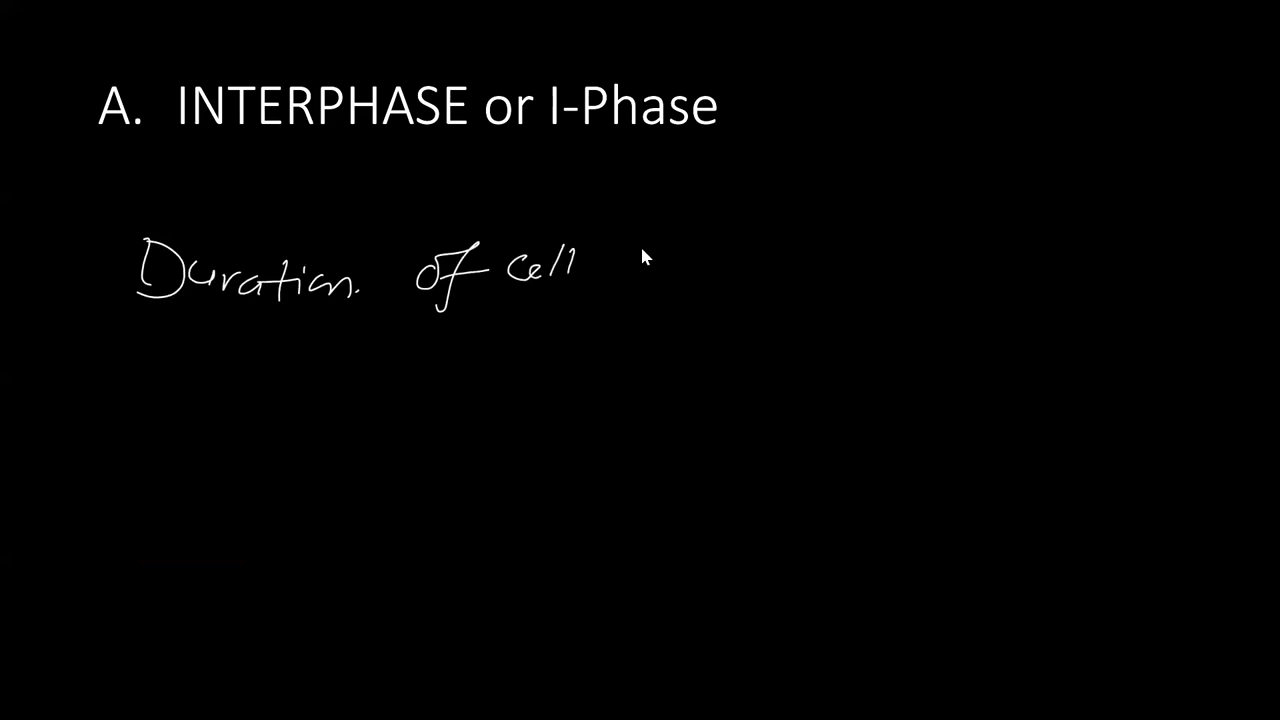 A. INTERPHASE or I-Phase
Duration of cell